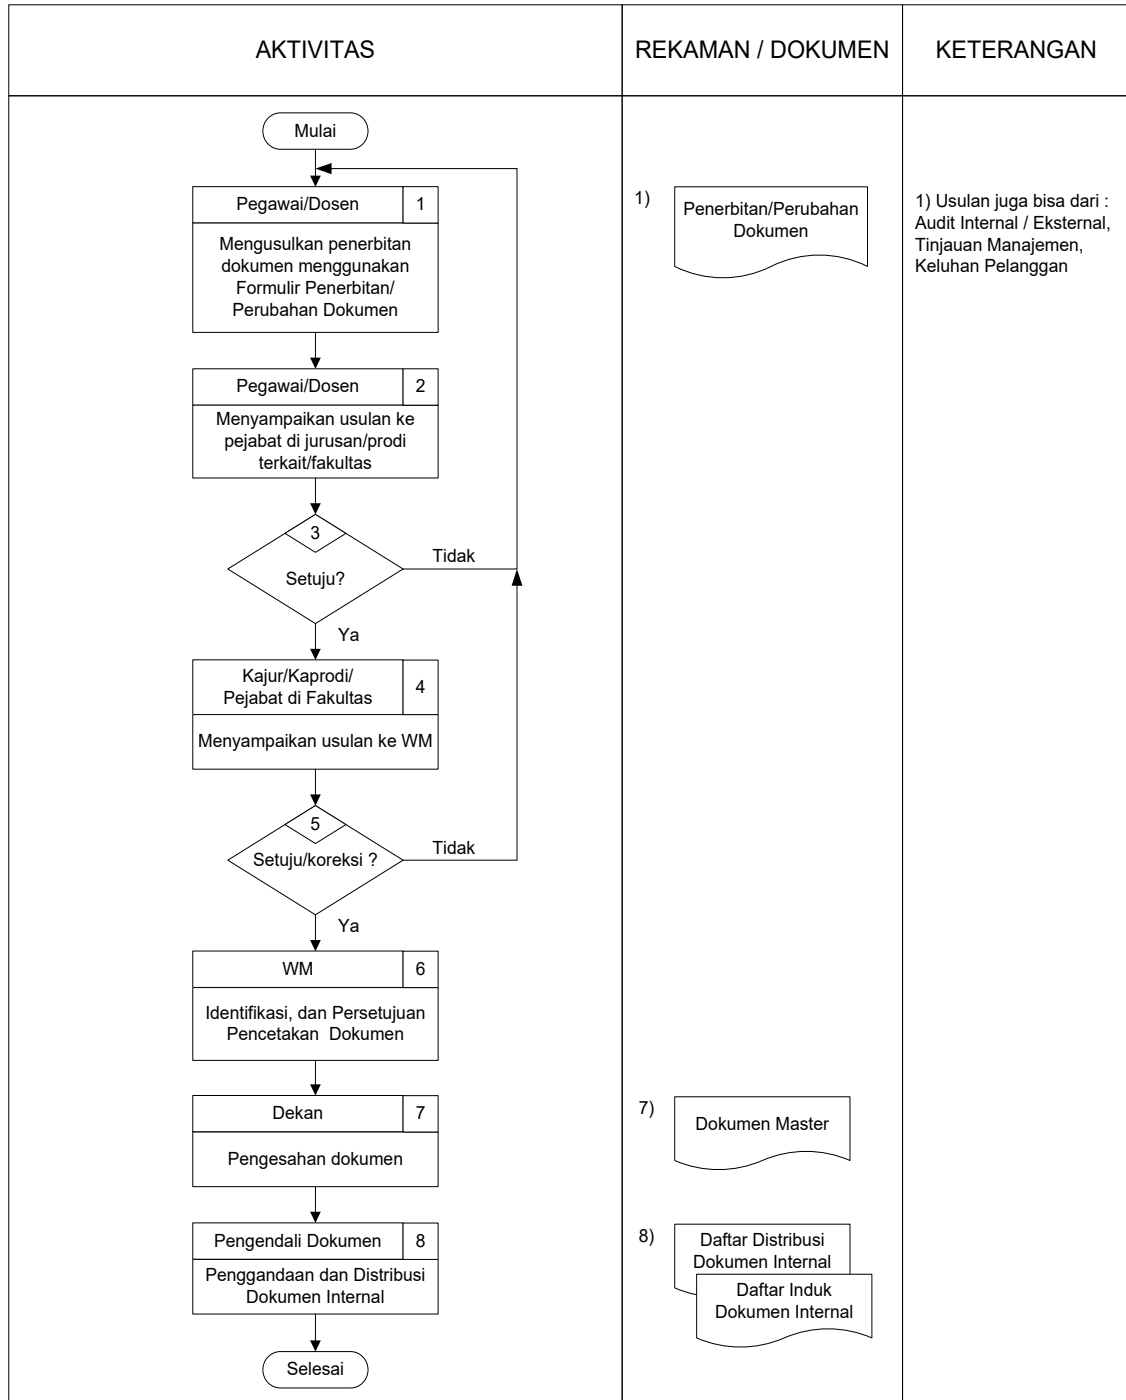 AKTIVITAS
REKAMAN / DOKUMEN
KETERANGAN
Mulai
Pegawai/Dosen
1
Mengusulkan penerbitan
dokumen menggunakan
Formulir Penerbitan/
Perubahan Dokumen
1)
Penerbitan/Perubahan
Dokumen
1) Usulan juga bisa dari :
Audit Internal / Eksternal,
Tinjauan Manajemen,
Keluhan Pelanggan
Pegawai/Dosen
2
Menyampaikan usulan ke
pejabat di jurusan/prodi
terkait/fakultas
3
Setuju?
Tidak
Ya
Kajur/Kaprodi/
Pejabat di Fakultas
4
Menyampaikan usulan ke WM
5
Setuju/koreksi ?
Tidak
Ya
WM
6
Identifikasi, dan Persetujuan
Pencetakan  Dokumen
Dekan
7
Pengesahan dokumen
7)
Dokumen Master
Pengendali Dokumen
8
Penggandaan dan Distribusi
Dokumen Internal
8)
Daftar Distribusi
Dokumen Internal
Daftar Induk
Dokumen Internal
Selesai